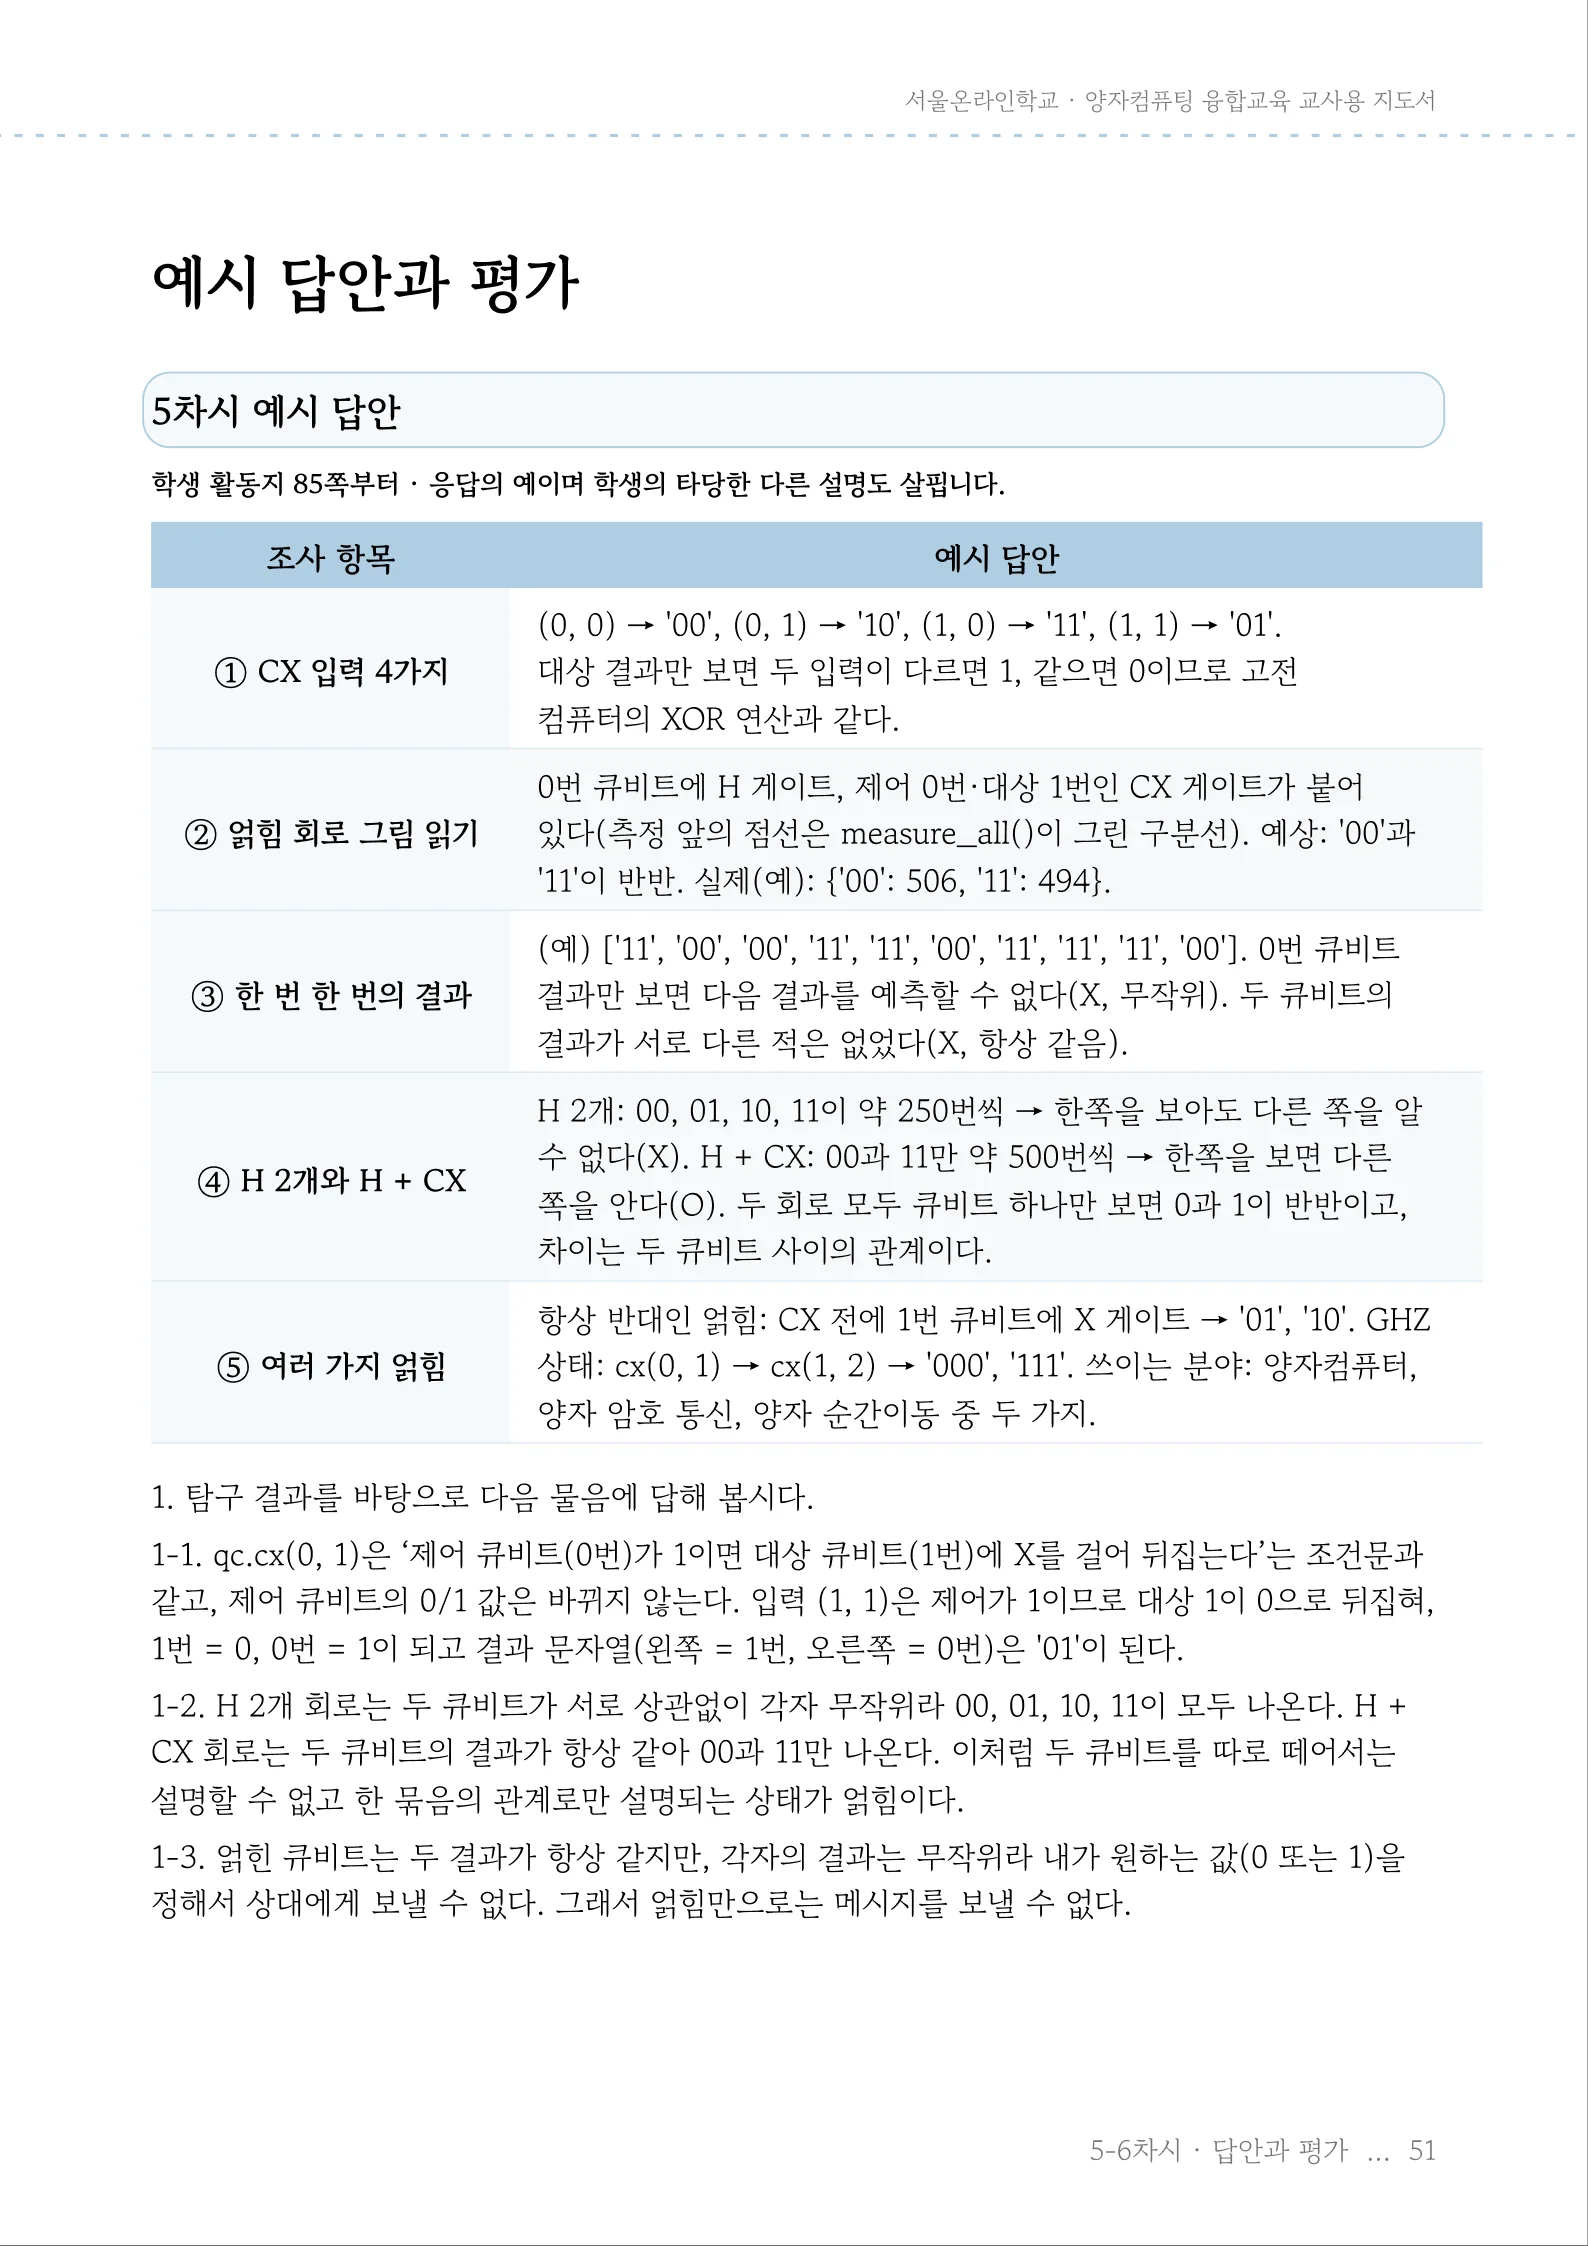 서울온라인학교 · 양자컴퓨팅 융합교육 교사용 지도서
예시 답안과 평가
5차시 예시 답안
학생 활동지 85쪽부터 · 응답의 예이며 학생의 타당한 다른 설명도 살핍니다.
조사 항목
예시 답안
① CX 입력 4가지
(0, 0) → '00', (0, 1) → '10', (1, 0) → '11', (1, 1) → '01'.
대상 결과만 보면 두 입력이 다르면 1, 같으면 0이므로 고전
컴퓨터의 XOR 연산과 같다.
② 얽힘 회로 그림 읽기
0번 큐비트에 H 게이트, 제어 0번·대상 1번인 CX 게이트가 붙어
있다(측정 앞의 점선은 measure_all()이 그린 구분선). 예상: '00'과
'11'이 반반. 실제(예): {'00': 506, '11': 494}.
③ 한 번 한 번의 결과
(예) ['11', '00', '00', '11', '11', '00', '11', '11', '11', '00']. 0번 큐비트
결과만 보면 다음 결과를 예측할 수 없다(X, 무작위). 두 큐비트의
결과가 서로 다른 적은 없었다(X, 항상 같음).
④ H 2개와 H + CX
H 2개: 00, 01, 10, 11이 약 250번씩 → 한쪽을 보아도 다른 쪽을 알
수 없다(X). H + CX: 00과 11만 약 500번씩 → 한쪽을 보면 다른
쪽을 안다(O). 두 회로 모두 큐비트 하나만 보면 0과 1이 반반이고,
차이는 두 큐비트 사이의 관계이다.
⑤ 여러 가지 얽힘
항상 반대인 얽힘: CX 전에 1번 큐비트에 X 게이트 → '01', '10'. GHZ
상태: cx(0, 1) → cx(1, 2) → '000', '111'. 쓰이는 분야: 양자컴퓨터,
양자 암호 통신, 양자 순간이동 중 두 가지.
1. 탐구 결과를 바탕으로 다음 물음에 답해 봅시다.
1-1. qc.cx(0, 1)은 ‘제어 큐비트(0번)가 1이면 대상 큐비트(1번)에 X를 걸어 뒤집는다’는 조건문과
같고, 제어 큐비트의 0/1 값은 바뀌지 않는다. 입력 (1, 1)은 제어가 1이므로 대상 1이 0으로 뒤집혀,
1번 = 0, 0번 = 1이 되고 결과 문자열(왼쪽 = 1번, 오른쪽 = 0번)은 '01'이 된다.
1-2. H 2개 회로는 두 큐비트가 서로 상관없이 각자 무작위라 00, 01, 10, 11이 모두 나온다. H +
CX 회로는 두 큐비트의 결과가 항상 같아 00과 11만 나온다. 이처럼 두 큐비트를 따로 떼어서는
설명할 수 없고 한 묶음의 관계로만 설명되는 상태가 얽힘이다.
1-3. 얽힌 큐비트는 두 결과가 항상 같지만, 각자의 결과는 무작위라 내가 원하는 값(0 또는 1)을
정해서 상대에게 보낼 수 없다. 그래서 얽힘만으로는 메시지를 보낼 수 없다.
5-6차시 · 답안과 평가 ... 51